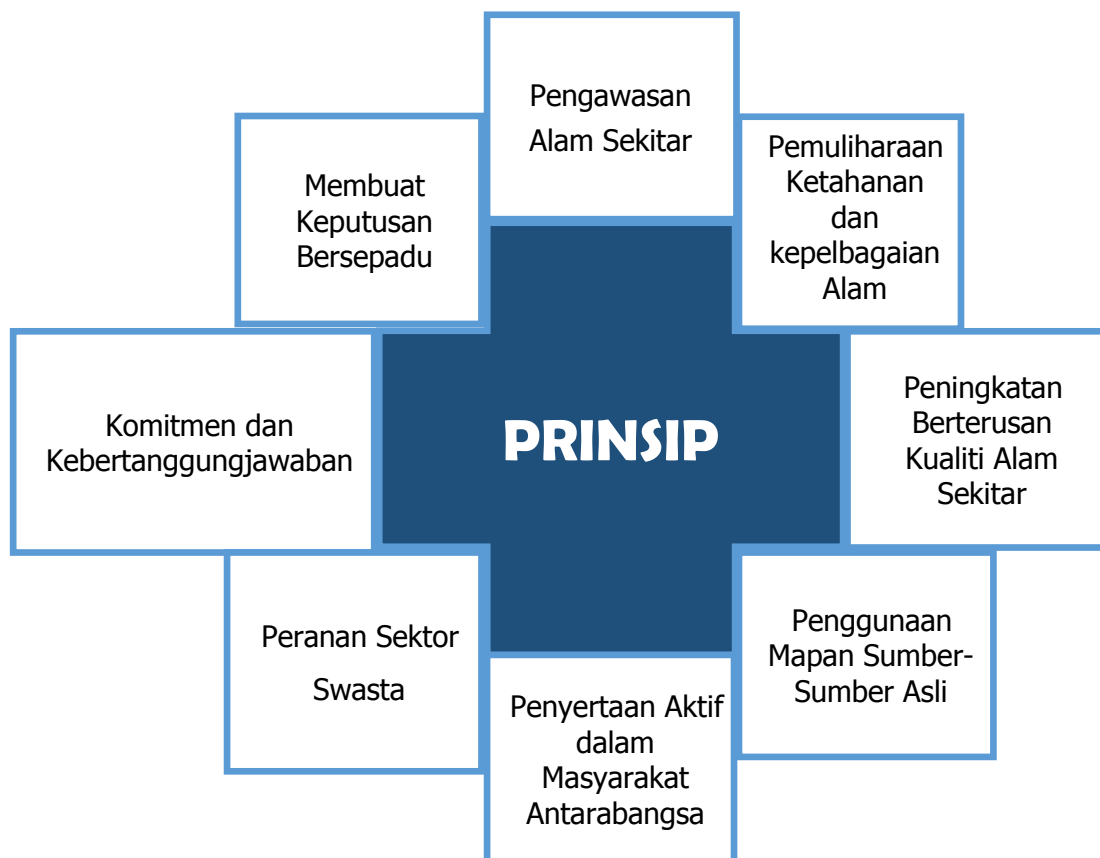 Pengawasan
Alam Sekitar
Pemuliharaan
Ketahanan
dan
kepelbagaian
Alam
Membuat
Keputusan
Bersepadu
Komitmen dan
Kebertanggungjawaban
PRINSIP
Peningkatan
Berterusan
Kualiti Alam
Sekitar
Peranan Sektor
Swasta
Penyertaan Aktif
dalam
Masyarakat
Antarabangsa
Penggunaan
Mapan Sumber-
Sumber Asli